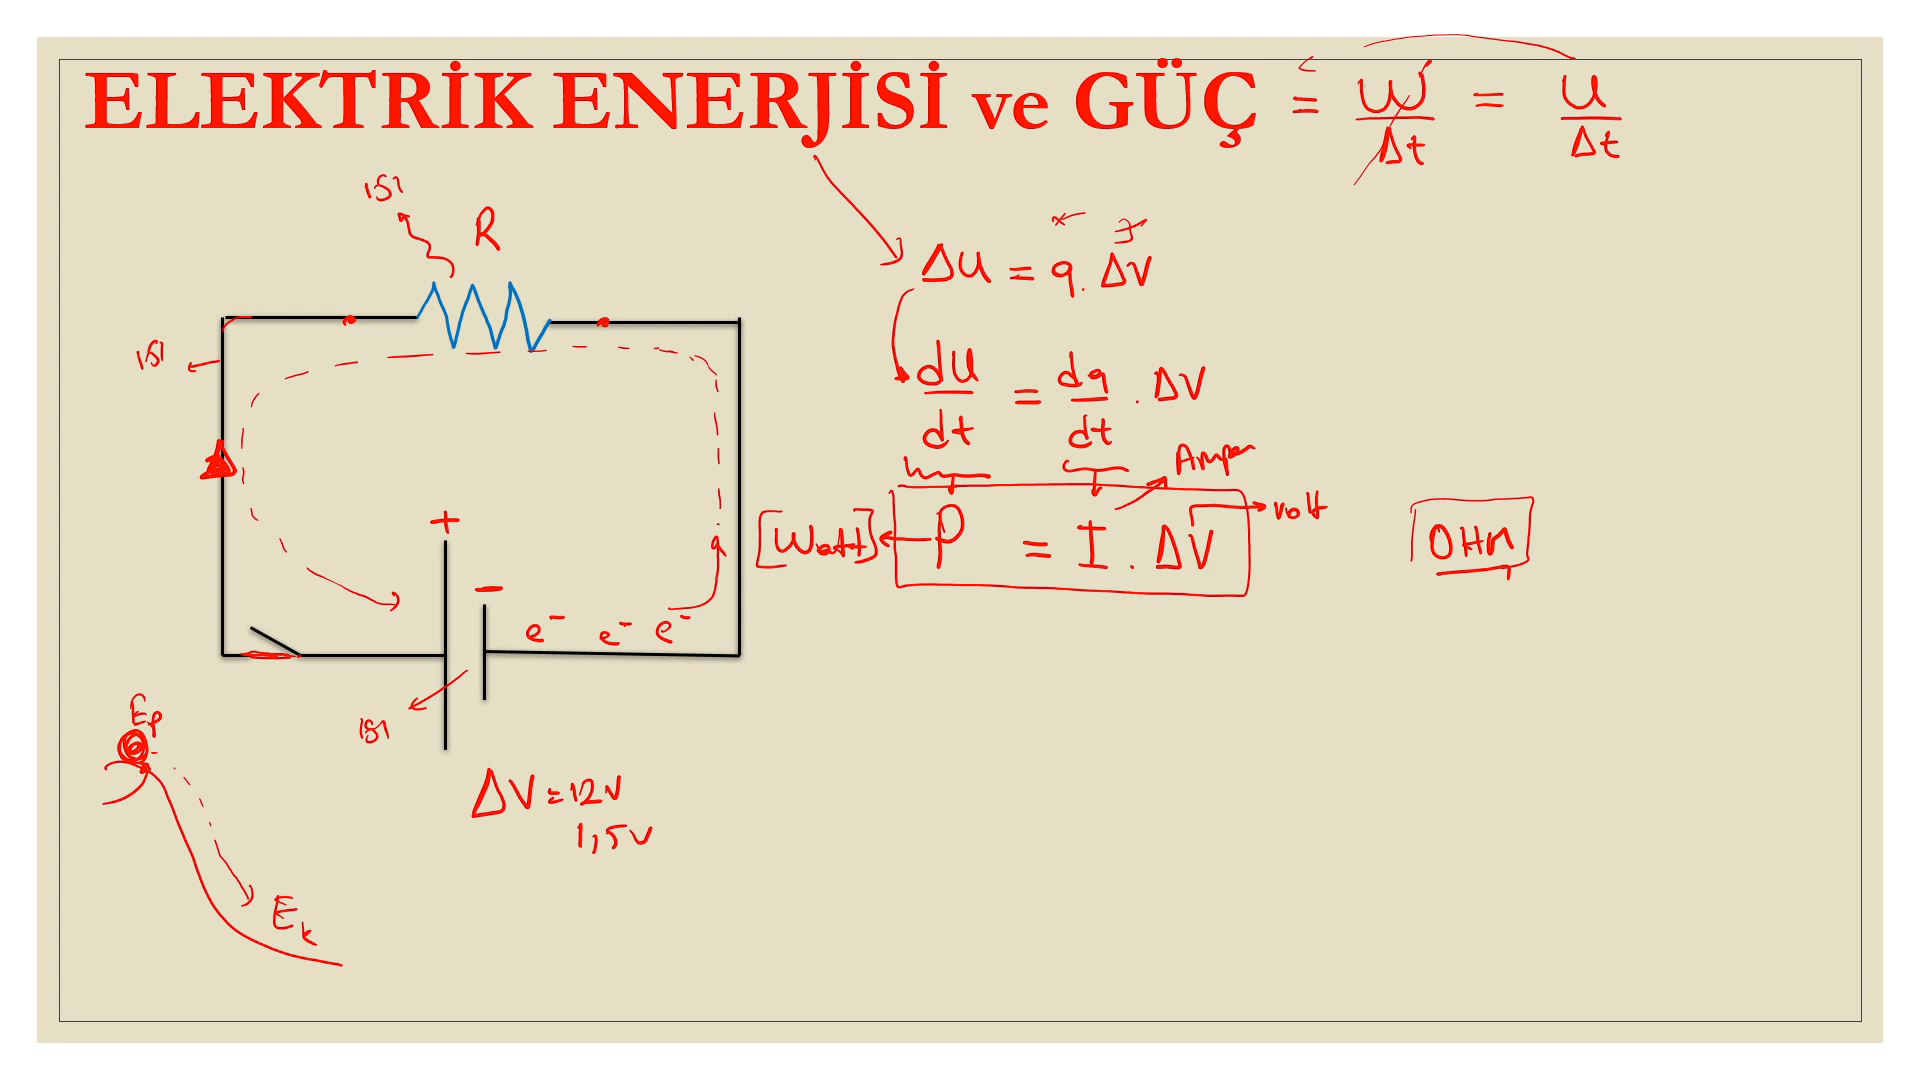 ELEKTRİK ENERJİSİ ve GÜÇ = W/Δt = U/Δt
ısı
R
ΔU = q. ΔV
ısı
dU/dt = dq/dt . ΔV
Amper
+
[Watt] P = I . ΔV
volt
OHM
-
e⁻ e⁻ e⁻
Ep
ısı
ΔV = 12V
1,5V
Ek